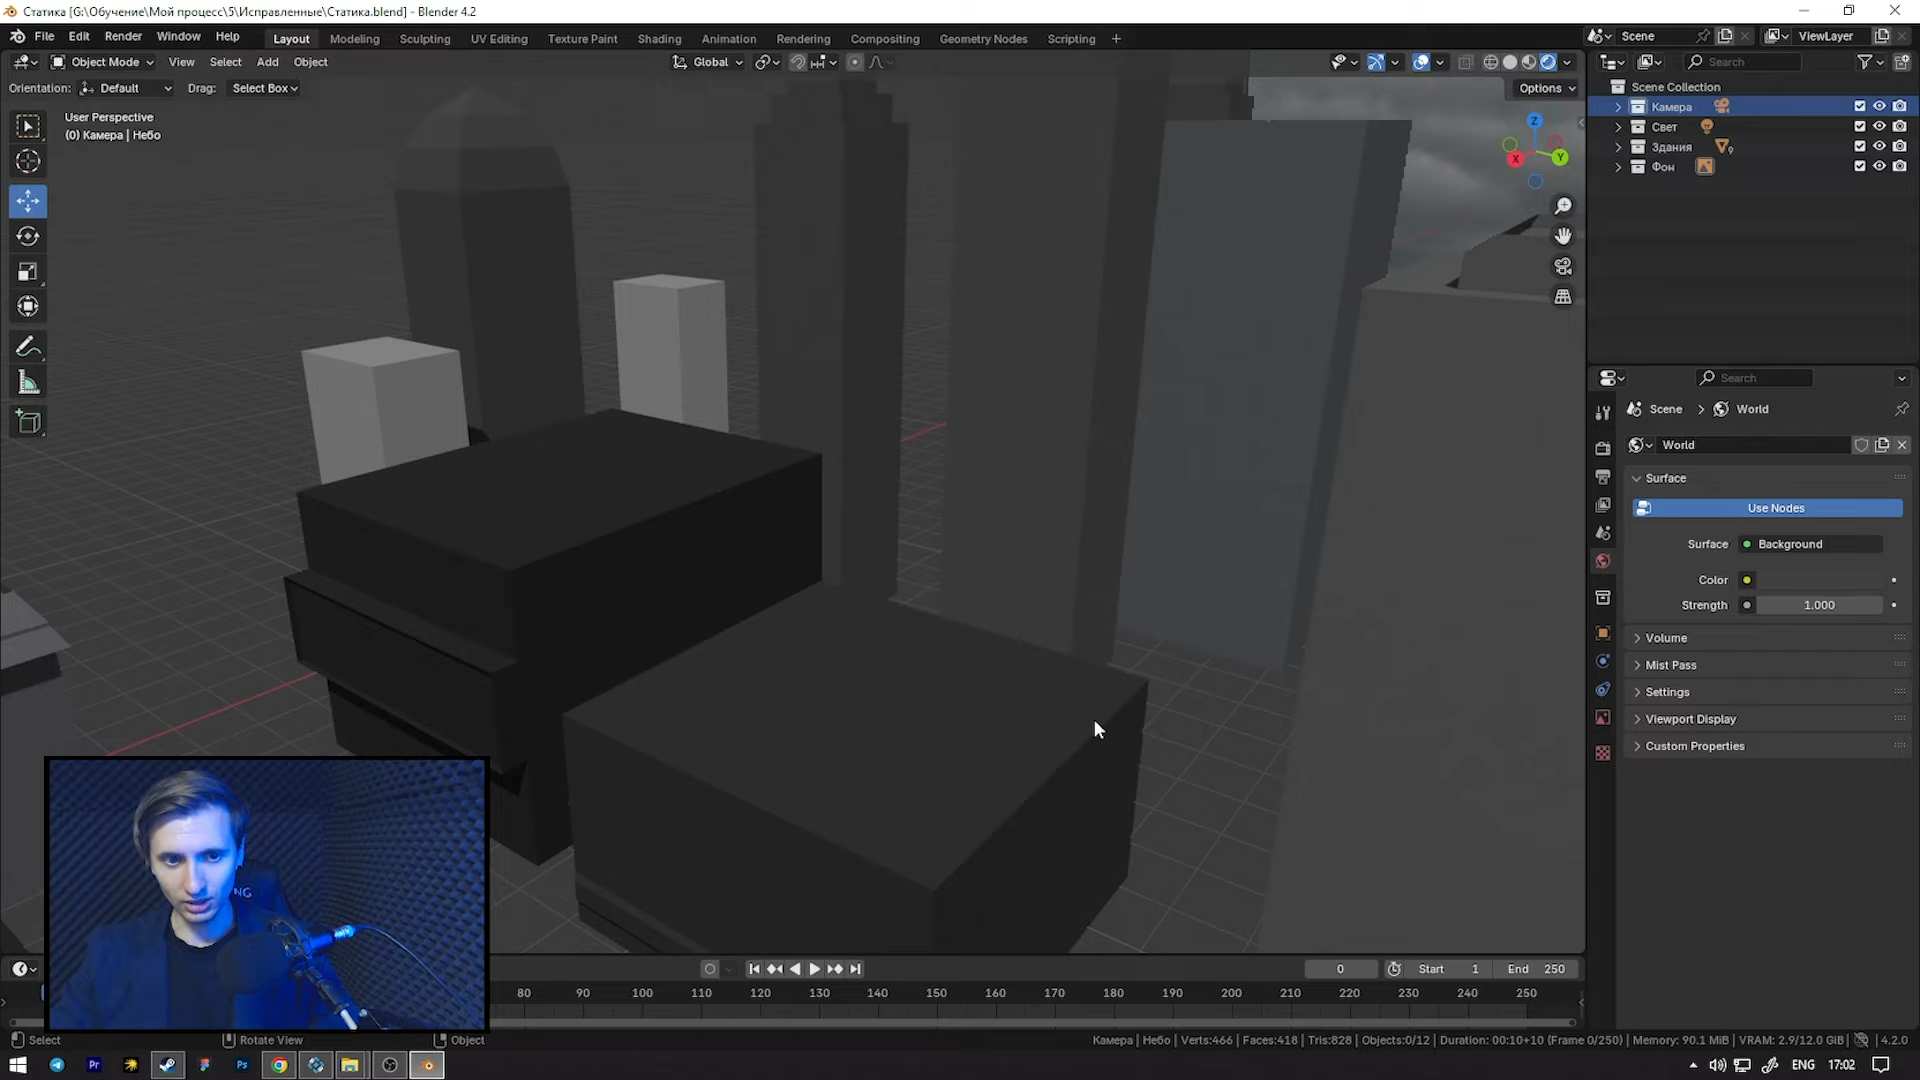 Статика [G:\Обучение\Мой процесс\5\Исправленные\Статика.blend] - Blender 4.2
File Edit Render Window Help Layout Modeling Sculpting UV Editing Texture Paint Shading Animation Rendering Compositing Geometry Nodes Scripting + Scene ViewLayer
Object Mode View Select Add Object Global Search
Orientation: Default Drag: Select Box Options
Scene Collection
Камера
Свет
Здания 9
Фон
User Perspective
(0) Камера | Небо
Z
X Y
Search
Scene > World
World
Surface
Use Nodes
Surface Background
Color
Strength 1.000
Volume
Mist Pass
Settings
Viewport Display
Custom Properties
NG
0 Start 1 End 250
80 90 100 110 120 130 140 150 160 170 180 190 200 210 220 230 240 250
Select Rotate View Object Камера | Небо | Verts:466 | Faces:418 | Tris:828 | Objects:0/12 | Duration: 00:10+10 (Frame 0/250) | Memory: 90.1 MiB | VRAM: 2.9/12.0 GiB | 4.2.0
Pr Ps ENG 17:02